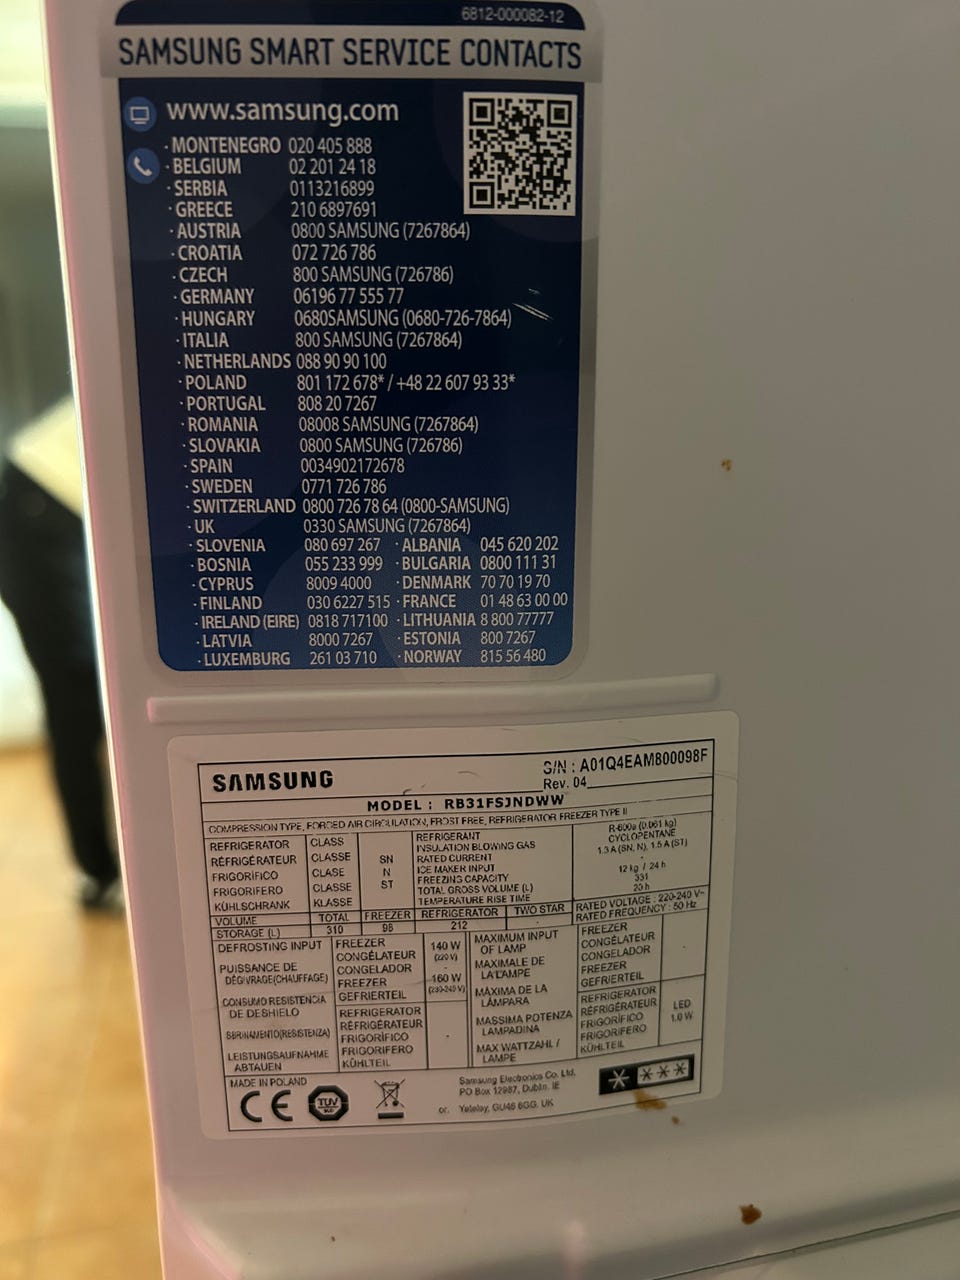 6812-000082-12
SAMSUNG SMART SERVICE CONTACTS
www.samsung.com
· MONTENEGRO 020 405 888
· BELGIUM 02 201 24 18
· SERBIA 0113216899
· GREECE 210 6897691
· AUSTRIA 0800 SAMSUNG (7267864)
· CROATIA 072 726 786
· CZECH 800 SAMSUNG (726786)
· GERMANY 06196 77 555 77
· HUNGARY 0680SAMSUNG (0680-726-7864)
· ITALIA 800 SAMSUNG (7267864)
· NETHERLANDS 088 90 90 100
· POLAND 801 172 678* / +48 22 607 93 33*
· PORTUGAL 808 20 7267
· ROMANIA 08008 SAMSUNG (7267864)
· SLOVAKIA 0800 SAMSUNG (726786)
· SPAIN 0034902172678
· SWEDEN 0771 726 786
· SWITZERLAND 0800 726 78 64 (0800-SAMSUNG)
· UK 0330 SAMSUNG (7267864)
· SLOVENIA 080 697 267 · ALBANIA 045 620 202
· BOSNIA 055 233 999 · BULGARIA 0800 111 31
· CYPRUS 8009 4000 · DENMARK 70 70 19 70
· FINLAND 030 6227 515 · FRANCE 01 48 63 00 00
· IRELAND (EIRE) 0818 717100 · LITHUANIA 8 800 77777
· LATVIA 8000 7267 · ESTONIA 800 7267
· LUXEMBURG 261 03 710 · NORWAY 815 56 480
SAMSUNG S/N : A01Q4EAM800098F
Rev. 04
MODEL : RB31FSJNDWW
COMPRESSION TYPE, FORCED AIR CIRCULATION, FROST FREE, REFRIGERATOR FREEZER TYPE II
REFRIGERATOR CLASS
RÉFRIGÉRATEUR CLASSE SN
FRIGORÍFICO CLASE N
FRIGORIFERO CLASSE ST
KÜHLSCHRANK KLASSE
REFRIGERANT R-600a (0.061 kg)
INSULATION BLOWING GAS CYCLOPENTANE
RATED CURRENT 1.3 A (SN, N), 1.5 A (ST)
ICE MAKER INPUT -
FREEZING CAPACITY 12 kg / 24 h
TOTAL GROSS VOLUME (L) 331
TEMPERATURE RISE TIME 20 h
VOLUME TOTAL FREEZER REFRIGERATOR TWO STAR
STORAGE (L) 310 98 212 -
RATED VOLTAGE : 220-240 V~
RATED FREQUENCY : 50 Hz
DEFROSTING INPUT
PUISSANCE DE
DÉGIVRAGE(CHAUFFAGE)
CONSUMO RESISTENCIA
DE DESHIELO
SBRINAMENTO(RESISTENZA)
LEISTUNGSAUFNAHME
ABTAUEN
FREEZER
CONGÉLATEUR
CONGELADOR
FREEZER
GEFRIERTEIL
140 W
(220 V)
-
160 W
(230-240 V)
REFRIGERATOR
RÉFRIGÉRATEUR
FRIGORÍFICO
FRIGORIFERO
KÜHLTEIL
-
MAXIMUM INPUT
OF LAMP
MAXIMALE DE
LA'LAMPE
MÁXIMA DE LA
LÁMPARA
MASSIMA POTENZA
LAMPADINA
MAX WATTZAHL /
LAMPE
FREEZER
CONGÉLATEUR
CONGELADOR
FREEZER
GEFRIERTEIL
-
REFRIGERATOR
RÉFRIGÉRATEUR
FRIGORÍFICO
FRIGORIFERO
KÜHLTEIL
LED
1.0 W
MADE IN POLAND
CE
TÜV
SÜD
Samsung Electronics Co. Ltd.
PO Box 12987, Dublin. IE
or. Yateley, GU46 6GG. UK